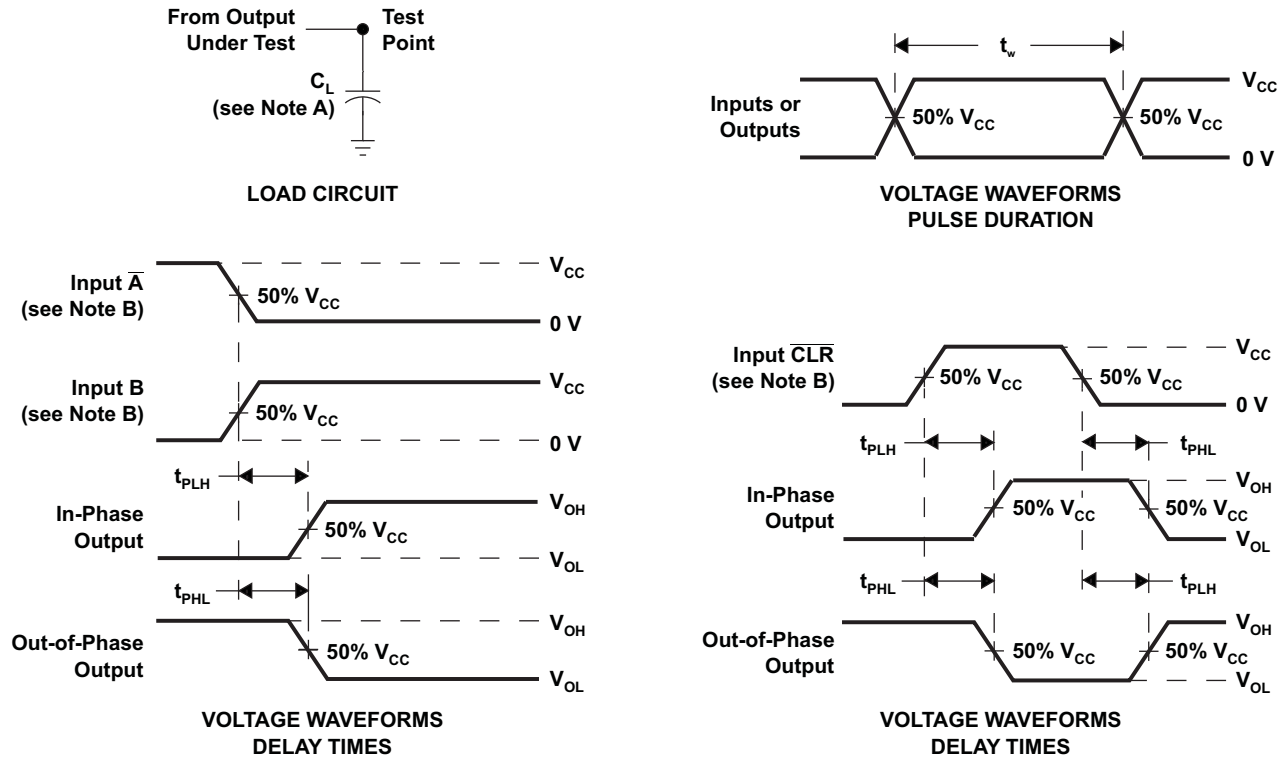 From Output
Under Test
Test
Point
C_L
(see Note A)
LOAD CIRCUIT
t_w
Inputs or
Outputs
50% V_CC
50% V_CC
V_CC
0 V
VOLTAGE WAVEFORMS
PULSE DURATION
Input A̅
(see Note B)
50% V_CC
V_CC
0 V
Input B
(see Note B)
50% V_CC
V_CC
0 V
t_PLH
In-Phase
Output
50% V_CC
V_OH
V_OL
t_PHL
Out-of-Phase
Output
50% V_CC
V_OH
V_OL
VOLTAGE WAVEFORMS
DELAY TIMES
Input C̅L̅R̅
(see Note B)
50% V_CC
50% V_CC
V_CC
0 V
t_PLH
t_PHL
In-Phase
Output
50% V_CC
50% V_CC
V_OH
V_OL
t_PHL
t_PLH
Out-of-Phase
Output
50% V_CC
50% V_CC
V_OH
V_OL
VOLTAGE WAVEFORMS
DELAY TIMES